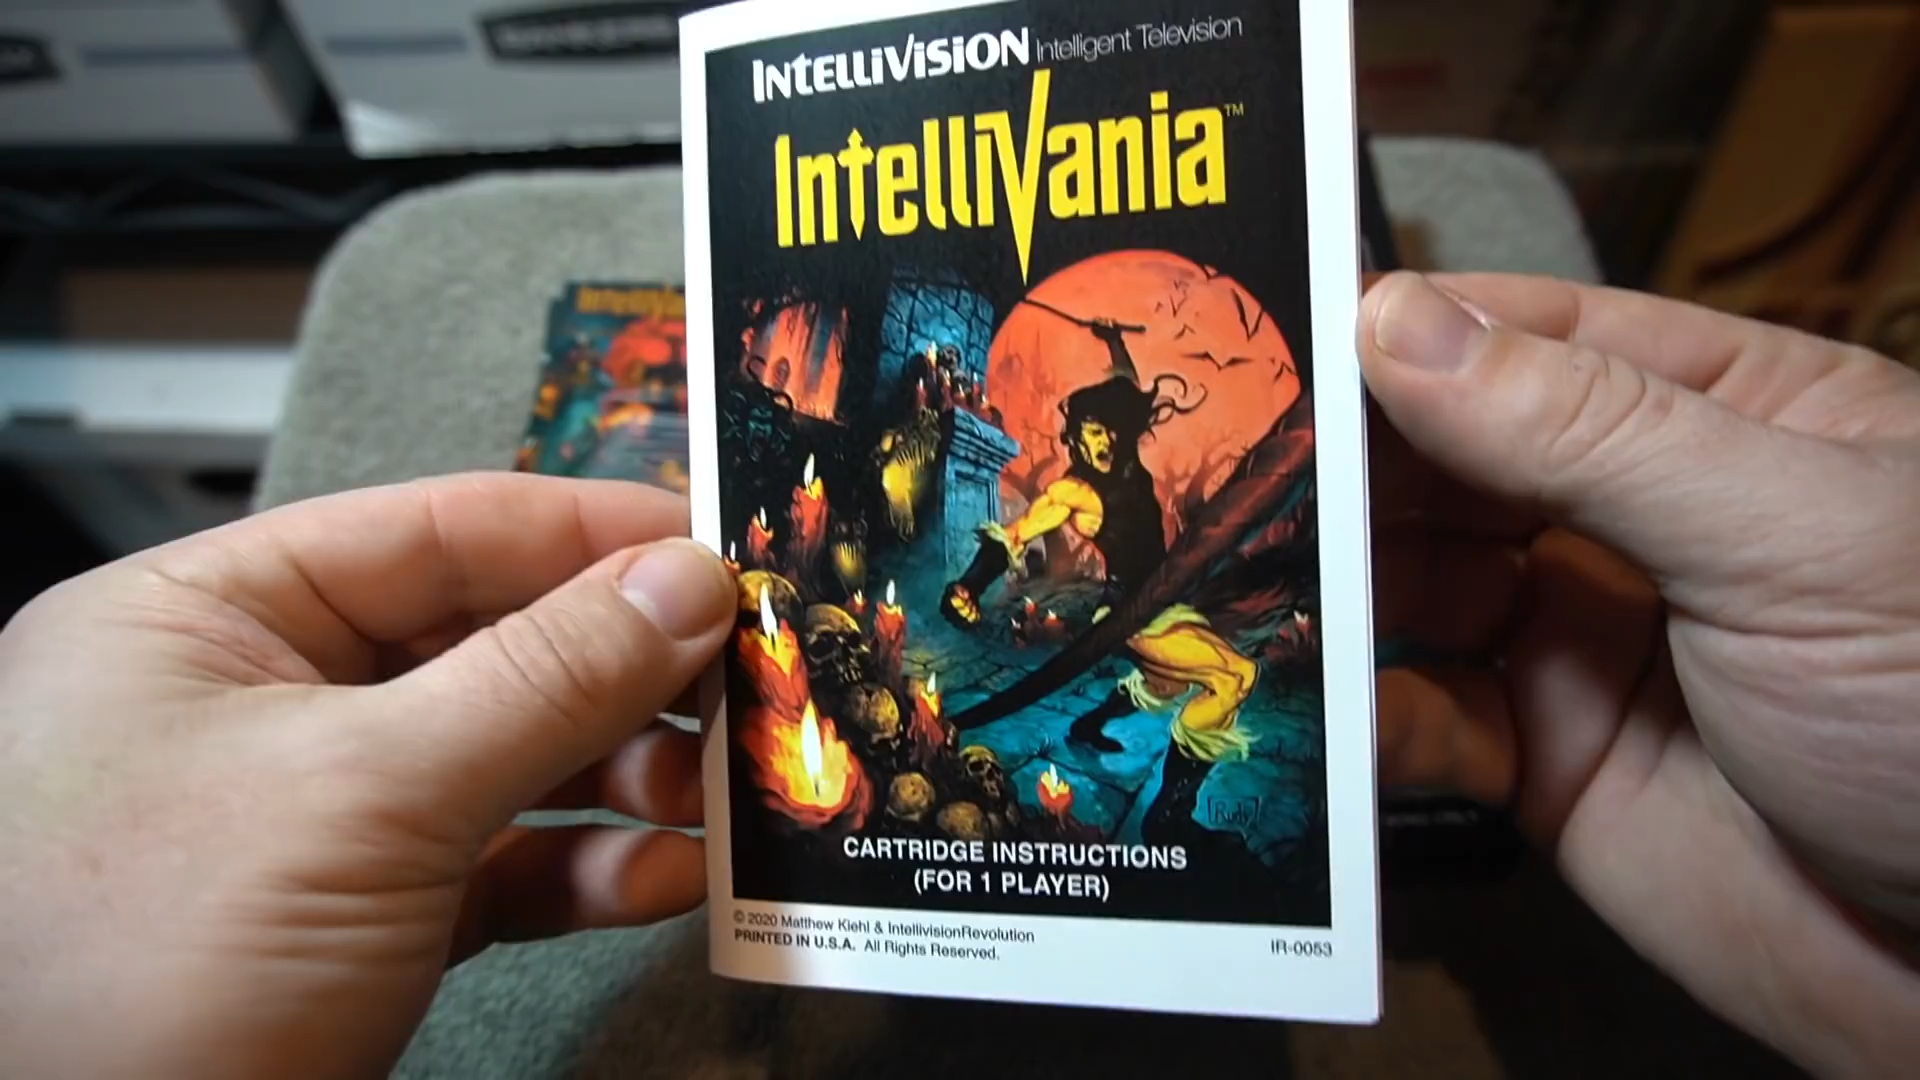 INTELLIVISION Intelligent Television
IntelliVania™
[Rudy]
CARTRIDGE INSTRUCTIONS
(FOR 1 PLAYER)
© 2020 Matthew Kiehl & IntellivisionRevolution
PRINTED IN U.S.A. All Rights Reserved.
IR-0053